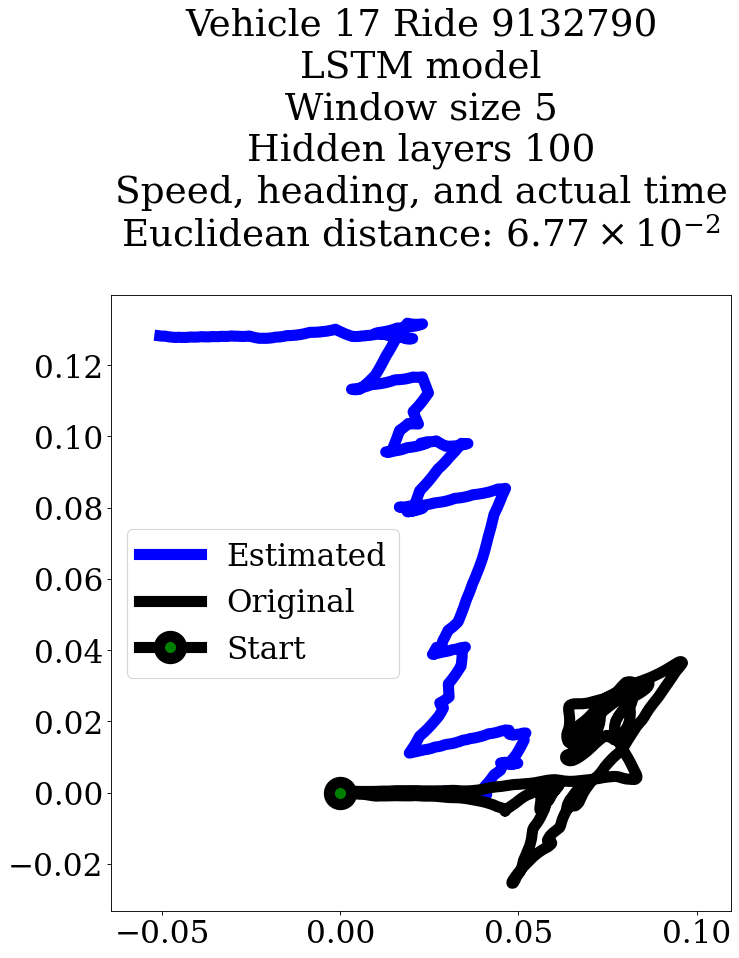 Vehicle 17 Ride 9132790
LSTM model
Window size 5
Hidden layers 100
Speed, heading, and actual time
Euclidean distance: 6.77 × 10⁻²
0.12
0.10
0.08
0.06
0.04
0.02
0.00
−0.02
Estimated
Original
Start
−0.05 0.00 0.05 0.10